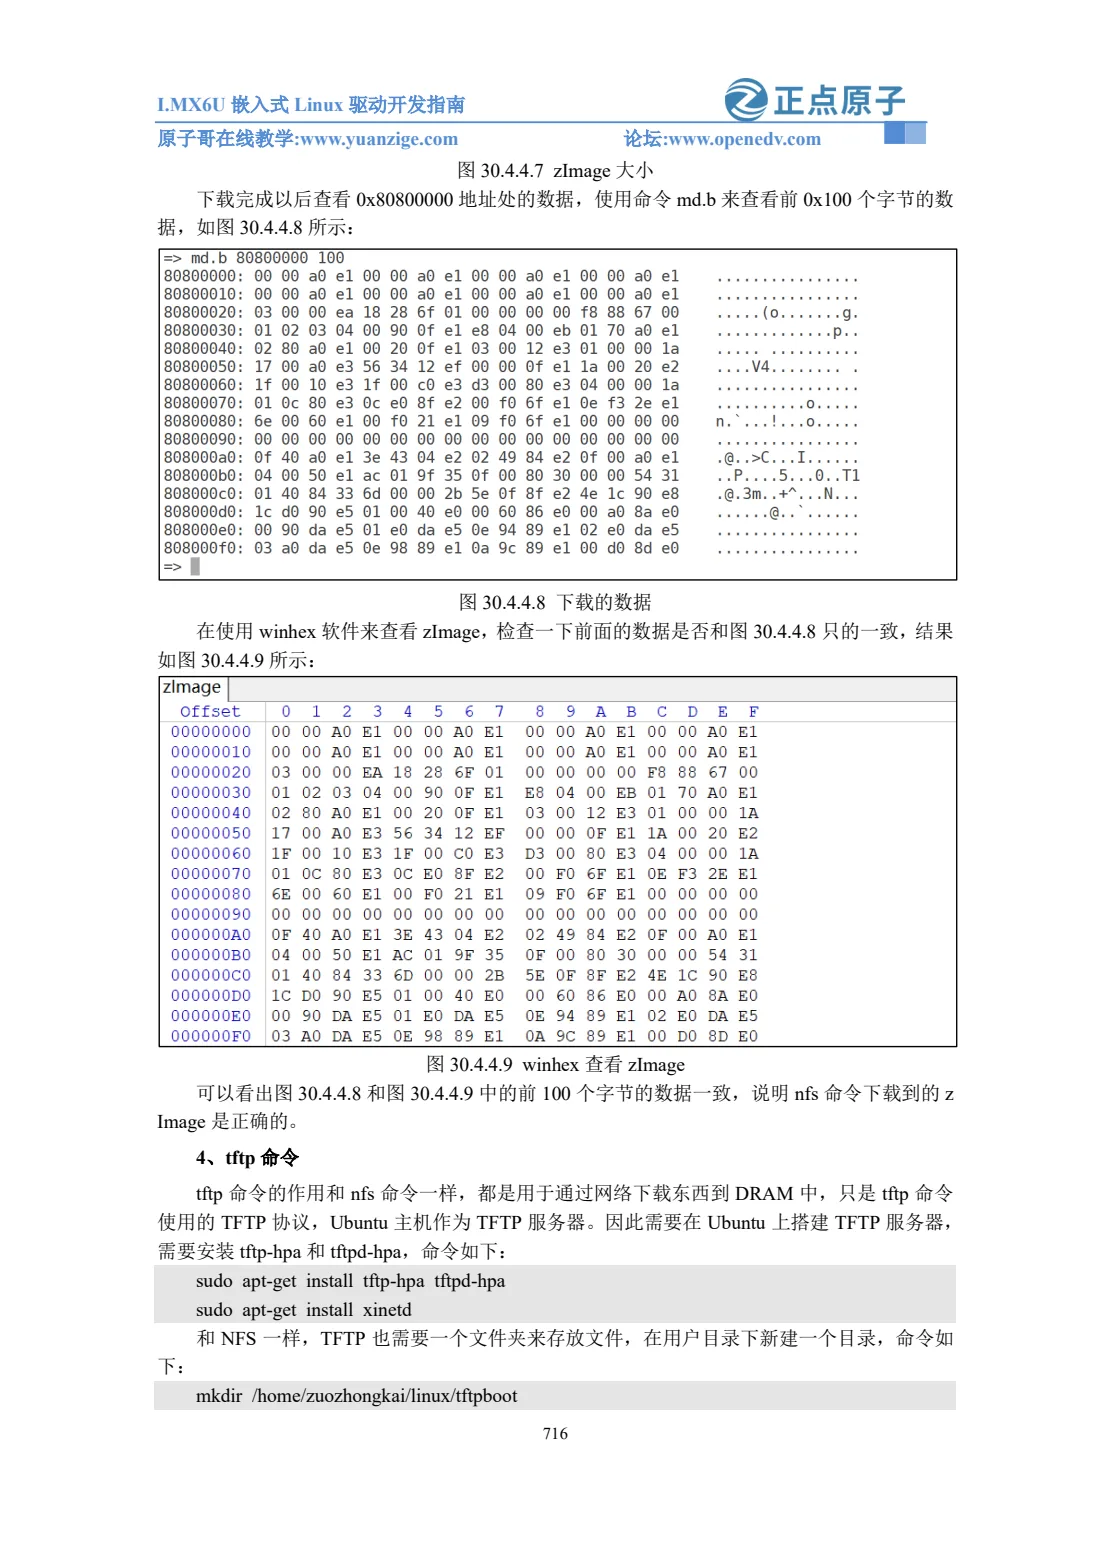 I.MX6U 嵌入式 Linux 驱动开发指南
正点原子
原子哥在线教学:www.yuanzige.com 论坛:www.openedv.com
图 30.4.4.7 zImage 大小
下载完成以后查看 0x80800000 地址处的数据，使用命令 md.b 来查看前 0x100 个字节的数
据，如图 30.4.4.8 所示：
=> md.b 80800000 100
80800000: 00 00 a0 e1 00 00 a0 e1 00 00 a0 e1 00 00 a0 e1 ................
80800010: 00 00 a0 e1 00 00 a0 e1 00 00 a0 e1 00 00 a0 e1 ................
80800020: 03 00 00 ea 18 28 6f 01 00 00 00 00 f8 88 67 00 .....(o.......g.
80800030: 01 02 03 04 00 90 0f e1 e8 04 00 eb 01 70 a0 e1 .............p..
80800040: 02 80 a0 e1 00 20 0f e1 03 00 12 e3 01 00 00 1a ..... ..........
80800050: 17 00 a0 e3 56 34 12 ef 00 00 0f e1 1a 00 20 e2 ....V4........ .
80800060: 1f 00 10 e3 1f 00 c0 e3 d3 00 80 e3 04 00 00 1a ................
80800070: 01 0c 80 e3 0c e0 8f e2 00 f0 6f e1 0e f3 2e e1 ..........o.....
80800080: 6e 00 60 e1 00 f0 21 e1 09 f0 6f e1 00 00 00 00 n.`...!...o.....
80800090: 00 00 00 00 00 00 00 00 00 00 00 00 00 00 00 00 ................
808000a0: 0f 40 a0 e1 3e 43 04 e2 02 49 84 e2 0f 00 a0 e1 .@..>C...I......
808000b0: 04 00 50 e1 ac 01 9f 35 0f 00 80 30 00 00 54 31 ..P....5...0..T1
808000c0: 01 40 84 33 6d 00 00 2b 5e 0f 8f e2 4e 1c 90 e8 .@.3m..+^...N...
808000d0: 1c d0 90 e5 01 00 40 e0 00 60 86 e0 00 a0 8a e0 ......@..`......
808000e0: 00 90 da e5 01 e0 da e5 0e 94 89 e1 02 e0 da e5 ................
808000f0: 03 a0 da e5 0e 98 89 e1 0a 9c 89 e1 00 d0 8d e0 ................
=>
图 30.4.4.8 下载的数据
在使用 winhex 软件来查看 zImage，检查一下前面的数据是否和图 30.4.4.8 只的一致，结果
如图 30.4.4.9 所示：
zImage
Offset 0 1 2 3 4 5 6 7 8 9 A B C D E F
00000000 00 00 A0 E1 00 00 A0 E1 00 00 A0 E1 00 00 A0 E1
00000010 00 00 A0 E1 00 00 A0 E1 00 00 A0 E1 00 00 A0 E1
00000020 03 00 00 EA 18 28 6F 01 00 00 00 00 F8 88 67 00
00000030 01 02 03 04 00 90 0F E1 E8 04 00 EB 01 70 A0 E1
00000040 02 80 A0 E1 00 20 0F E1 03 00 12 E3 01 00 00 1A
00000050 17 00 A0 E3 56 34 12 EF 00 00 0F E1 1A 00 20 E2
00000060 1F 00 10 E3 1F 00 C0 E3 D3 00 80 E3 04 00 00 1A
00000070 01 0C 80 E3 0C E0 8F E2 00 F0 6F E1 0E F3 2E E1
00000080 6E 00 60 E1 00 F0 21 E1 09 F0 6F E1 00 00 00 00
00000090 00 00 00 00 00 00 00 00 00 00 00 00 00 00 00 00
000000A0 0F 40 A0 E1 3E 43 04 E2 02 49 84 E2 0F 00 A0 E1
000000B0 04 00 50 E1 AC 01 9F 35 0F 00 80 30 00 00 54 31
000000C0 01 40 84 33 6D 00 00 2B 5E 0F 8F E2 4E 1C 90 E8
000000D0 1C D0 90 E5 01 00 40 E0 00 60 86 E0 00 A0 8A E0
000000E0 00 90 DA E5 01 E0 DA E5 0E 94 89 E1 02 E0 DA E5
000000F0 03 A0 DA E5 0E 98 89 E1 0A 9C 89 E1 00 D0 8D E0
图 30.4.4.9 winhex 查看 zImage
可以看出图 30.4.4.8 和图 30.4.4.9 中的前 100 个字节的数据一致，说明 nfs 命令下载到的 z
Image 是正确的。
4、tftp 命令
tftp 命令的作用和 nfs 命令一样，都是用于通过网络下载东西到 DRAM 中，只是 tftp 命令
使用的 TFTP 协议，Ubuntu 主机作为 TFTP 服务器。因此需要在 Ubuntu 上搭建 TFTP 服务器，
需要安装 tftp-hpa 和 tftpd-hpa，命令如下：
sudo apt-get install tftp-hpa tftpd-hpa
sudo apt-get install xinetd
和 NFS 一样，TFTP 也需要一个文件夹来存放文件，在用户目录下新建一个目录，命令如
下：
mkdir /home/zuozhongkai/linux/tftpboot
716